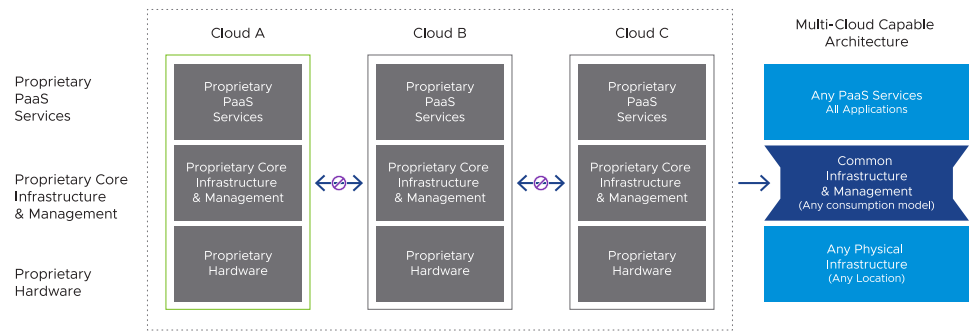 Cloud A
Cloud B
Cloud C
Multi-Cloud Capable
Architecture
Proprietary
PaaS
Services
Proprietary
PaaS
Services
Proprietary
PaaS
Services
Proprietary
PaaS
Services
Any PaaS Services
All Applications
Proprietary Core
Infrastructure
& Management
Proprietary Core
Infrastructure
& Management
Proprietary Core
Infrastructure
& Management
Proprietary Core
Infrastructure
& Management
Common
Infrastructure
& Management
(Any consumption model)
Proprietary
Hardware
Proprietary
Hardware
Proprietary
Hardware
Proprietary
Hardware
Any Physical
Infrastructure
(Any Location)